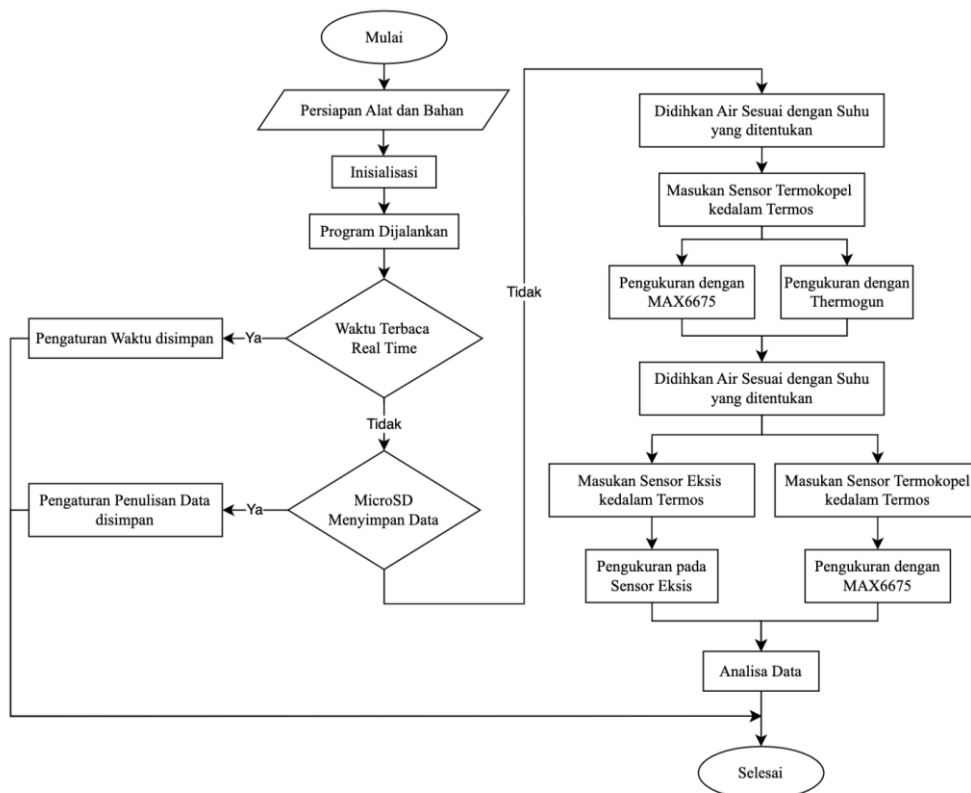 Mulai
Persiapan Alat dan Bahan
Inisialisasi
Program Dijalankan
Waktu Terbaca
Real Time
Ya
Pengaturan Waktu disimpan
Tidak
MicroSD
Menyimpan Data
Ya
Pengaturan Penulisan Data
disimpan
Tidak
Didihkan Air Sesuai dengan Suhu
yang ditentukan
Masukan Sensor Termokopel
kedalam Termos
Pengukuran dengan
MAX6675
Pengukuran dengan
Thermogun
Didihkan Air Sesuai dengan Suhu
yang ditentukan
Masukan Sensor Eksis
kedalam Termos
Masukan Sensor Termokopel
kedalam Termos
Pengukuran pada
Sensor Eksis
Pengukuran dengan
MAX6675
Analisa Data
Selesai